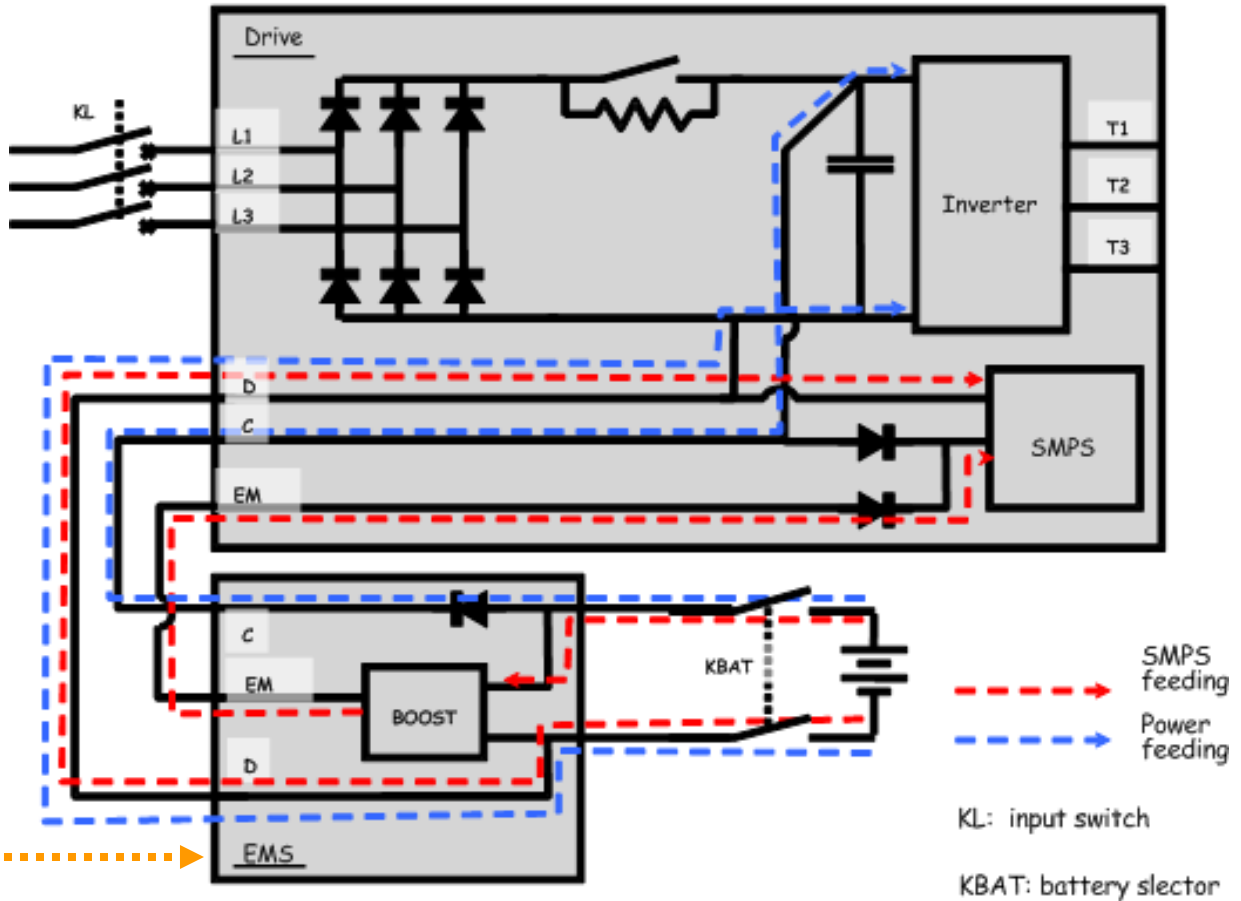 Drive
KL
L1
L2
L3
T1
T2
T3
Inverter
D
C
EM
SMPS
C
EM
BOOST
D
KBAT
EMS
SMPS
feeding
Power
feeding
KL: input switch
KBAT: battery slector